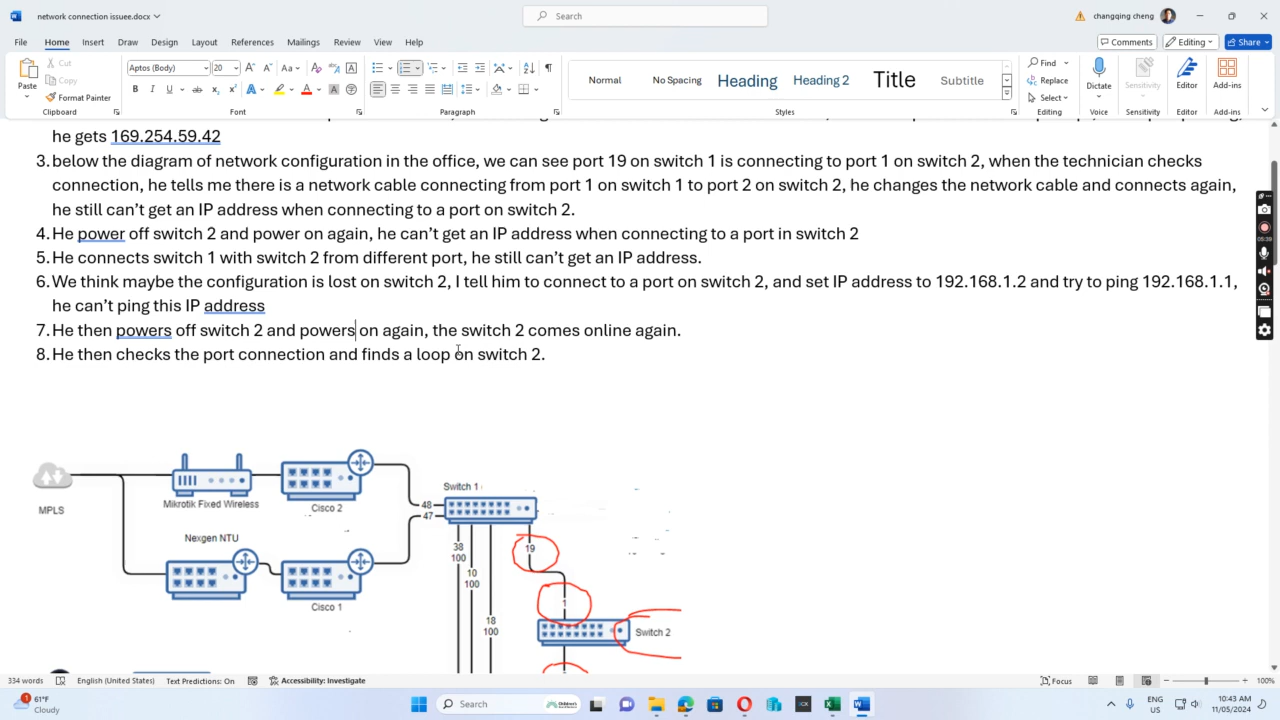 network connection issuee.docx
Search
changqing cheng
File Home Insert Draw Design Layout References Mailings Review View Help
Comments Editing Share
Paste
Cut
Copy
Format Painter
Clipboard
Aptos (Body) 20
Font
Paragraph
Normal No Spacing Heading Heading 2 Title Subtitle
Styles
Find
Replace
Select
Editing
Dictate
Voice
Sensitivity
Sensitivity
Editor
Editor
Add-ins
Add-ins
he gets 169.254.59.42
3. below the diagram of network configuration in the office, we can see port 19 on switch 1 is connecting to port 1 on switch 2, when the technician checks
connection, he tells me there is a network cable connecting from port 1 on switch 1 to port 2 on switch 2, he changes the network cable and connects again,
he still can’t get an IP address when connecting to a port on switch 2.
4. He power off switch 2 and power on again, he can’t get an IP address when connecting to a port in switch 2
5. He connects switch 1 with switch 2 from different port, he still can’t get an IP address.
6. We think maybe the configuration is lost on switch 2, I tell him to connect to a port on switch 2, and set IP address to 192.168.1.2 and try to ping 192.168.1.1,
he can’t ping this IP address
7. He then powers off switch 2 and powers on again, the switch 2 comes online again.
8. He then checks the port connection and finds a loop on switch 2.
MPLS
Mikrotik Fixed Wireless
Cisco 2
Nexgen NTU
Cisco 1
Switch 1
48
47
38
100
10
100
18
100
19
1
Switch 2
05:39
334 words English (United States) Text Predictions: On Accessibility: Investigate Focus 100%
61°F
Cloudy
Search
ENG
US
10:43 AM
11/05/2024